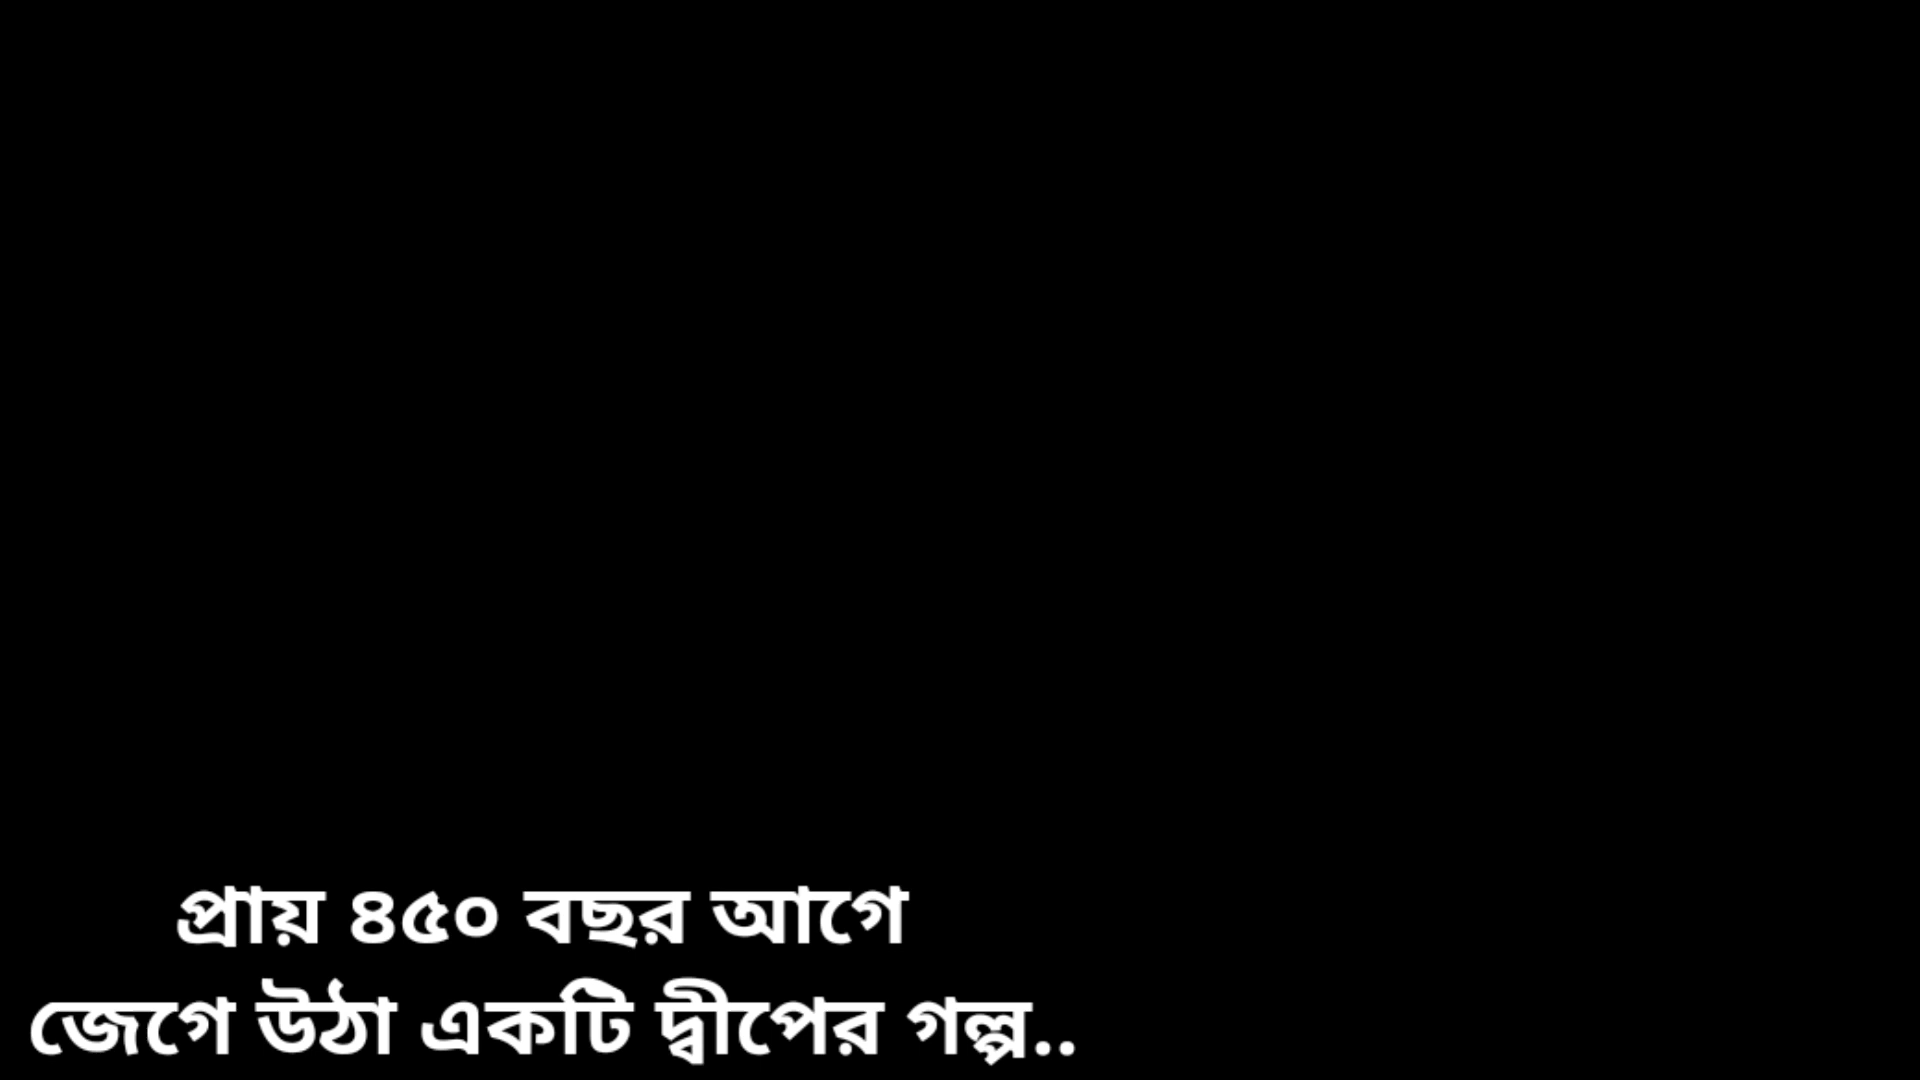 প্রায় ৪৫০ বছর আগে
জেগে উঠা একটি দ্বীপের গল্প..